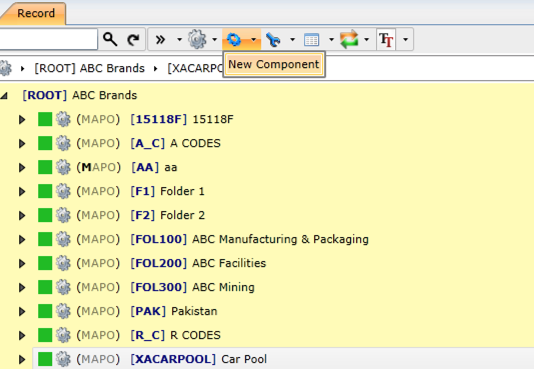 Record
»
TT
[ROOT] ABC Brands [XACARPO
New Component
[ROOT] ABC Brands
(MAPO) [15118F] 15118F
(MAPO) [A_C] A CODES
(MAPO) [AA] aa
(MAPO) [F1] Folder 1
(MAPO) [F2] Folder 2
(MAPO) [FOL100] ABC Manufacturing & Packaging
(MAPO) [FOL200] ABC Facilities
(MAPO) [FOL300] ABC Mining
(MAPO) [PAK] Pakistan
(MAPO) [R_C] R CODES
(MAPO) [XACARPOOL] Car Pool